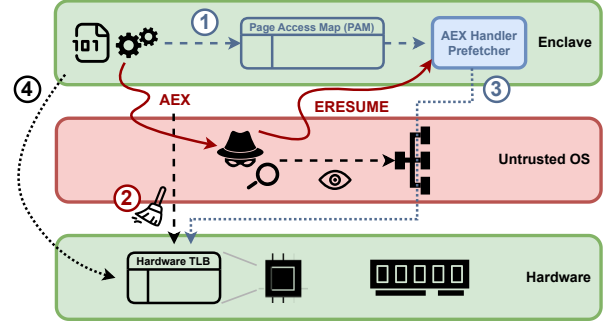 1
Page Access Map (PAM)
AEX Handler
Prefetcher
Enclave
101
4
AEX
ERESUME
3
Untrusted OS
2
Hardware TLB
Hardware